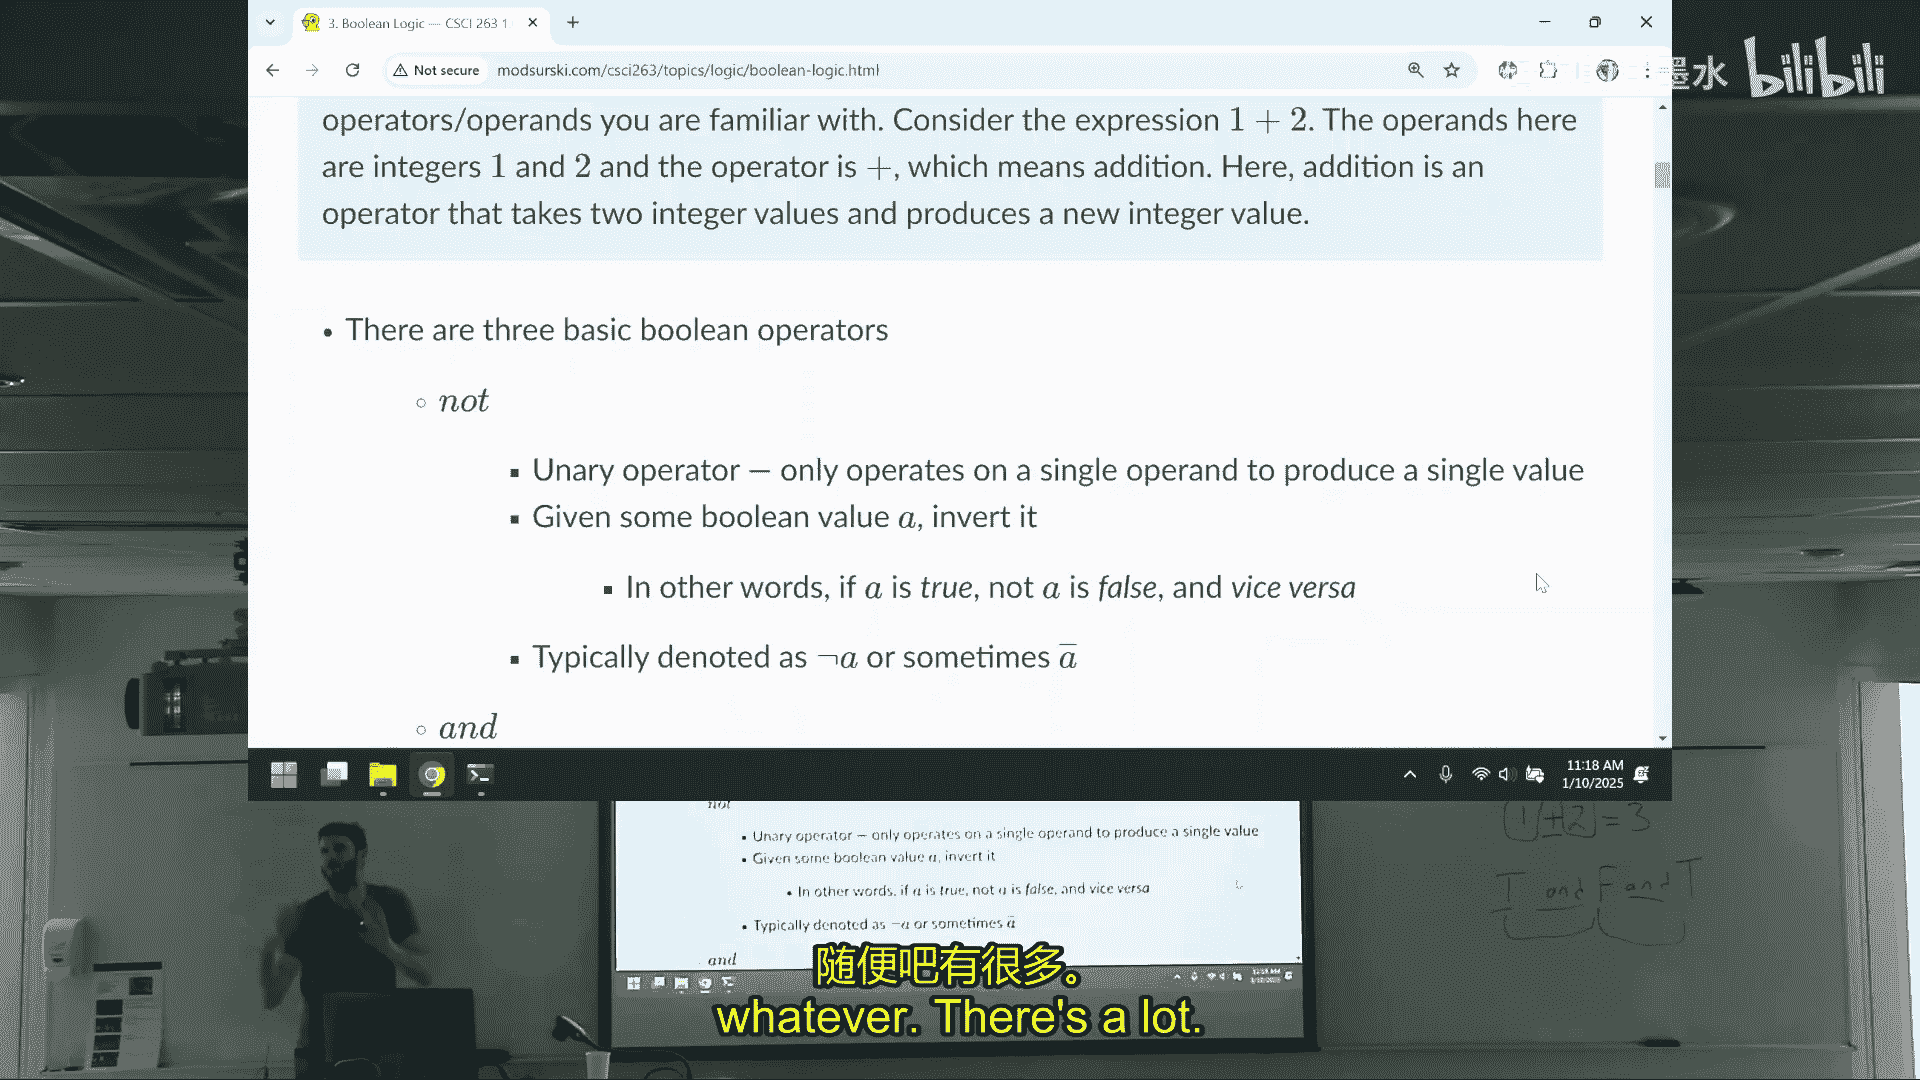 3. Boolean Logic — CSCI 263 1
Not secure
modsurski.com/csci263/topics/logic/boolean-logic.html
墨水 bilibili
operators/operands you are familiar with. Consider the expression 1 + 2. The operands here
are integers 1 and 2 and the operator is +, which means addition. Here, addition is an
operator that takes two integer values and produces a new integer value.
• There are three basic boolean operators
○ not
▪ Unary operator — only operates on a single operand to produce a single value
▪ Given some boolean value a, invert it
▪ In other words, if a is true, not a is false, and vice versa
▪ Typically denoted as ¬a or sometimes a̅
○ and
11:18 AM
1/10/2025
not
▪ Unary operator — only operates on a single operand to produce a single value
▪ Given some boolean value a, invert it
▪ In other words, if a is true, not a is false, and vice versa
▪ Typically denoted as ¬a or sometimes a̅
and
1 + 2 = 3
T and F and T
随便吧有很多。
whatever. There's a lot.